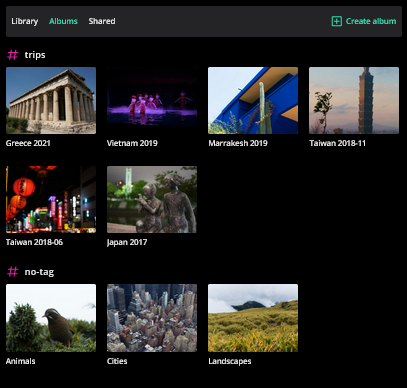 Library Albums Shared Create album
# trips
Greece 2021 Vietnam 2019 Marrakesh 2019 Taiwan 2018-11
Taiwan 2018-06 Japan 2017
# no-tag
Animals Cities Landscapes